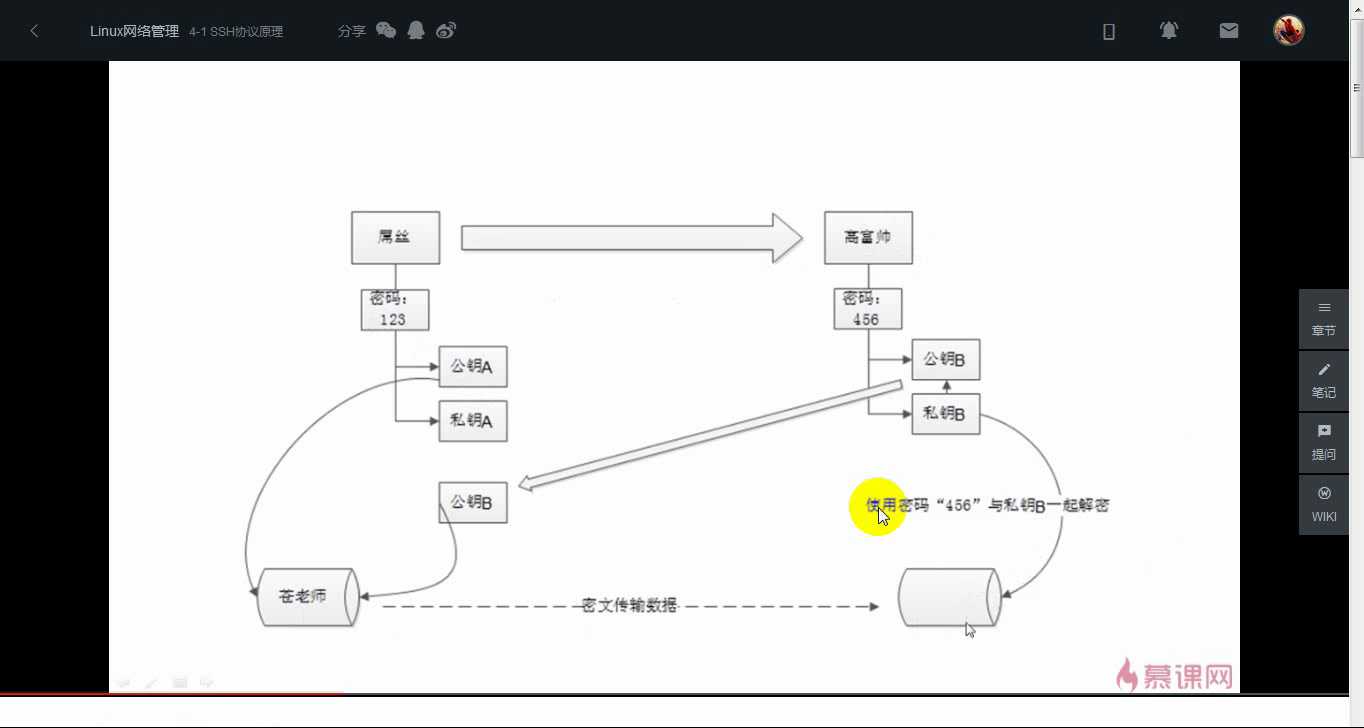 Linux网络管理 4-1 SSH协议原理 分享
屌丝
高富帅
密码：
123
密码：
456
公钥A
私钥A
公钥B
私钥B
章节
笔记
提问
WIKI
公钥B
使用密码“456”与私钥B一起解密
苍老师
密文传输数据
慕课网